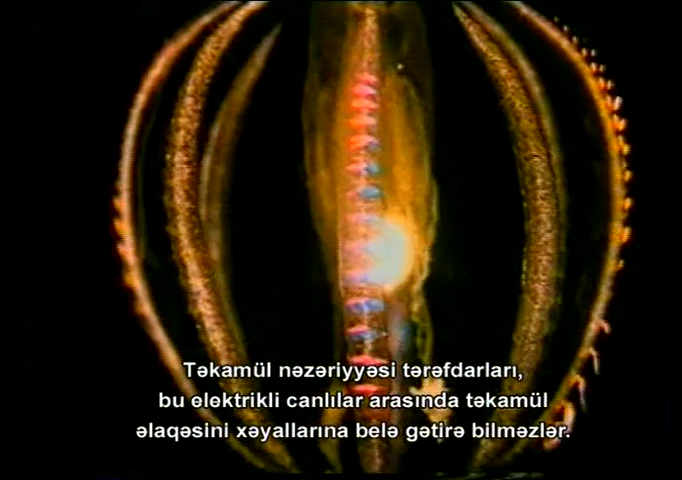 Təkamül nəzəriyyəsi tərəfdarları,
bu elektrikli canlılar arasında təkamül
əlaqəsini xəyallarına belə gətirə bilməzlər.